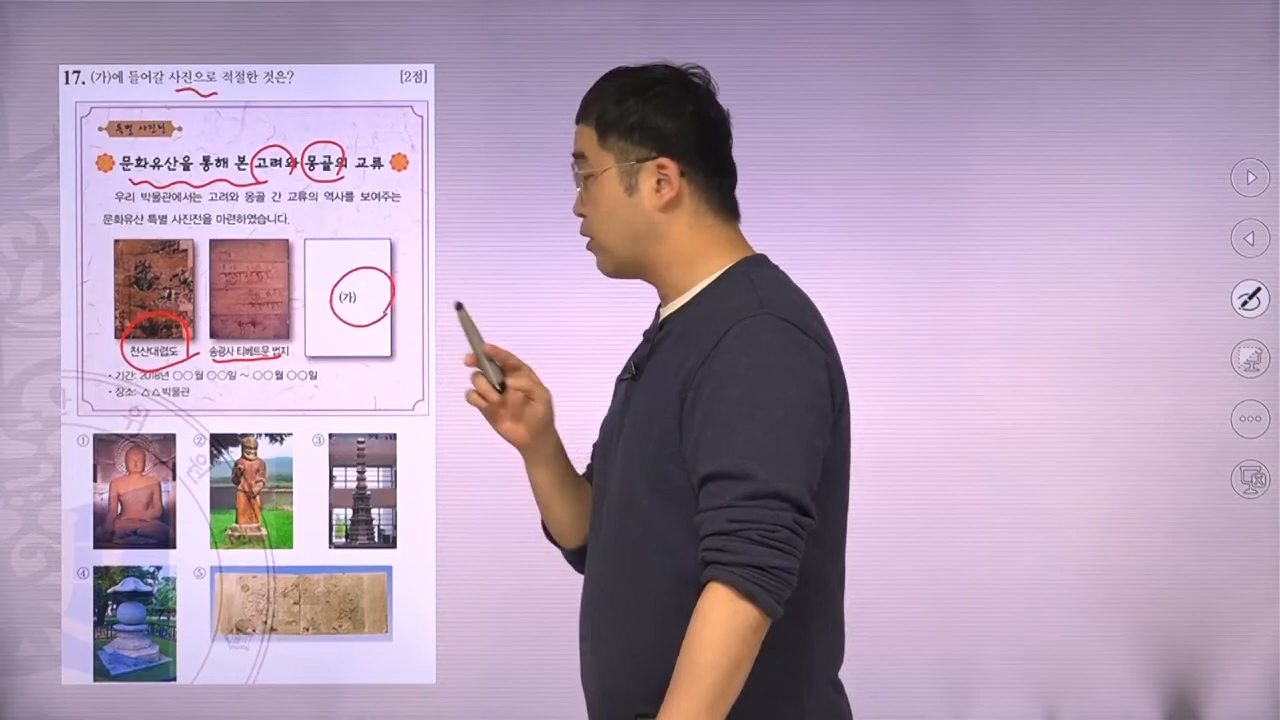 17. (가)에 들어갈 사진으로 적절한 것은? [2점]
특별 사진전
문화유산을 통해 본 고려와 몽골의 교류
우리 박물관에서는 고려와 몽골 간 교류의 역사를 보여주는
문화유산 특별 사진전을 마련하였습니다.
(가)
천산대렵도 송광사 티베트문 법지
• 기간: 2018년 ○○월 ○○일 ~ ○○월 ○○일
• 장소: △△박물관
① ② ③
④ ⑤